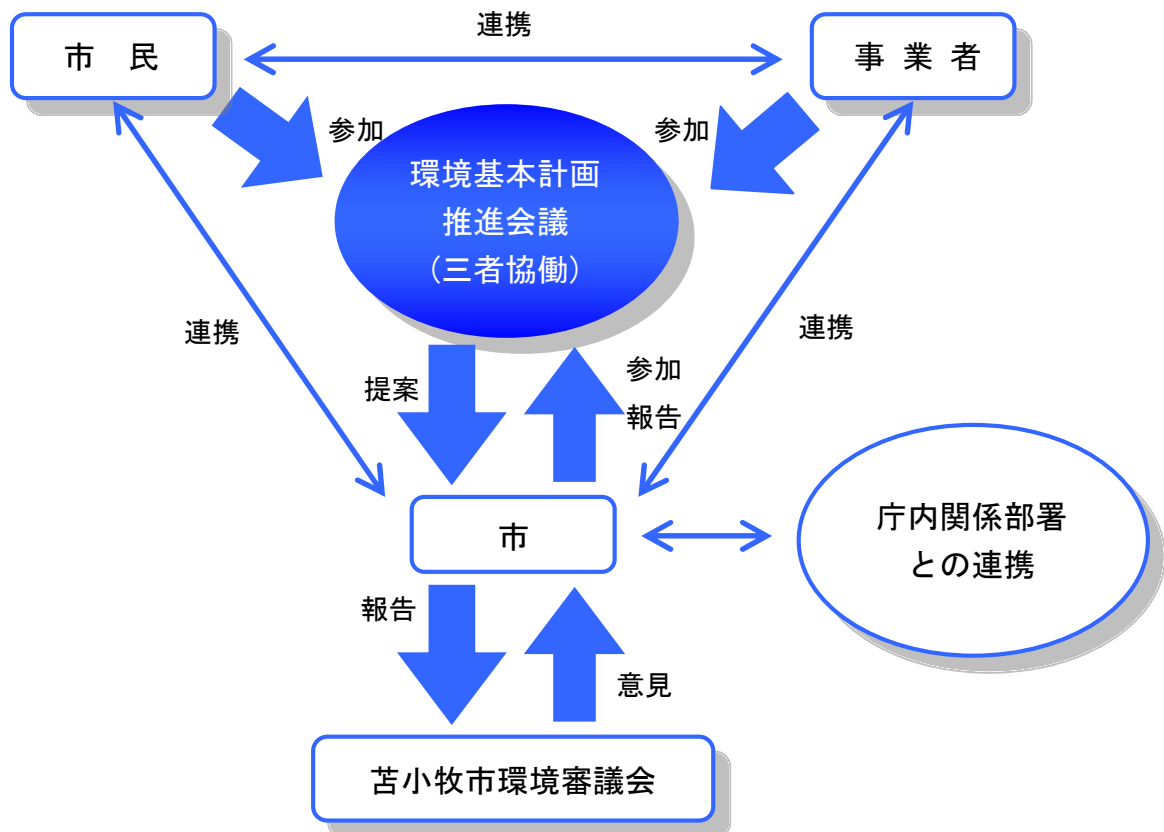 連携
市　民
事 業 者
参加
参加
環境基本計画
推進会議
（三者協働）
連携
連携
提案
参加
報告
市
庁内関係部署
との連携
報告
意見
苫小牧市環境審議会